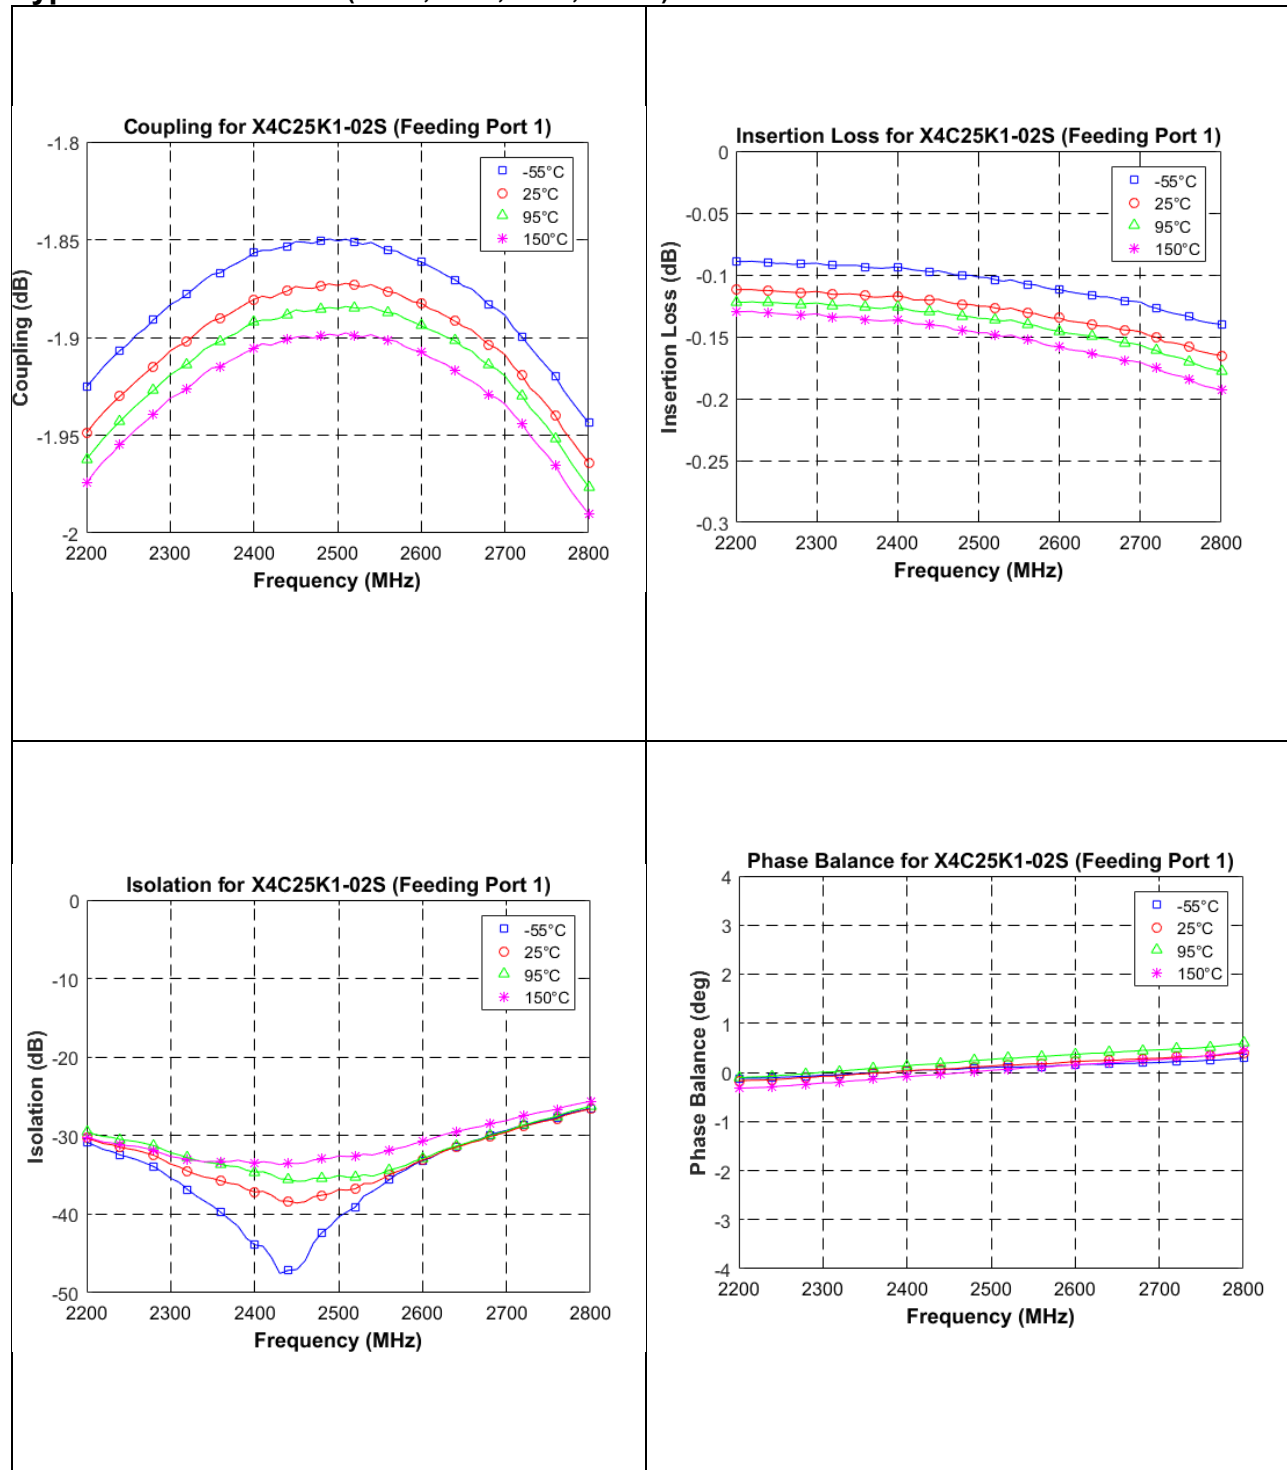 Coupling for X4C25K1-02S (Feeding Port 1)
-1.8
-1.85
-1.9
-1.95
-2
Coupling (dB)
-55°C
25°C
95°C
150°C
2200 2300 2400 2500 2600 2700 2800
Frequency (MHz)
Insertion Loss for X4C25K1-02S (Feeding Port 1)
0
-0.05
-0.1
-0.15
-0.2
-0.25
-0.3
Insertion Loss (dB)
-55°C
25°C
95°C
150°C
2200 2300 2400 2500 2600 2700 2800
Frequency (MHz)
Isolation for X4C25K1-02S (Feeding Port 1)
0
-10
-20
-30
-40
-50
Isolation (dB)
-55°C
25°C
95°C
150°C
2200 2300 2400 2500 2600 2700 2800
Frequency (MHz)
Phase Balance for X4C25K1-02S (Feeding Port 1)
4
3
2
1
0
-1
-2
-3
-4
Phase Balance (deg)
-55°C
25°C
95°C
150°C
2200 2300 2400 2500 2600 2700 2800
Frequency (MHz)